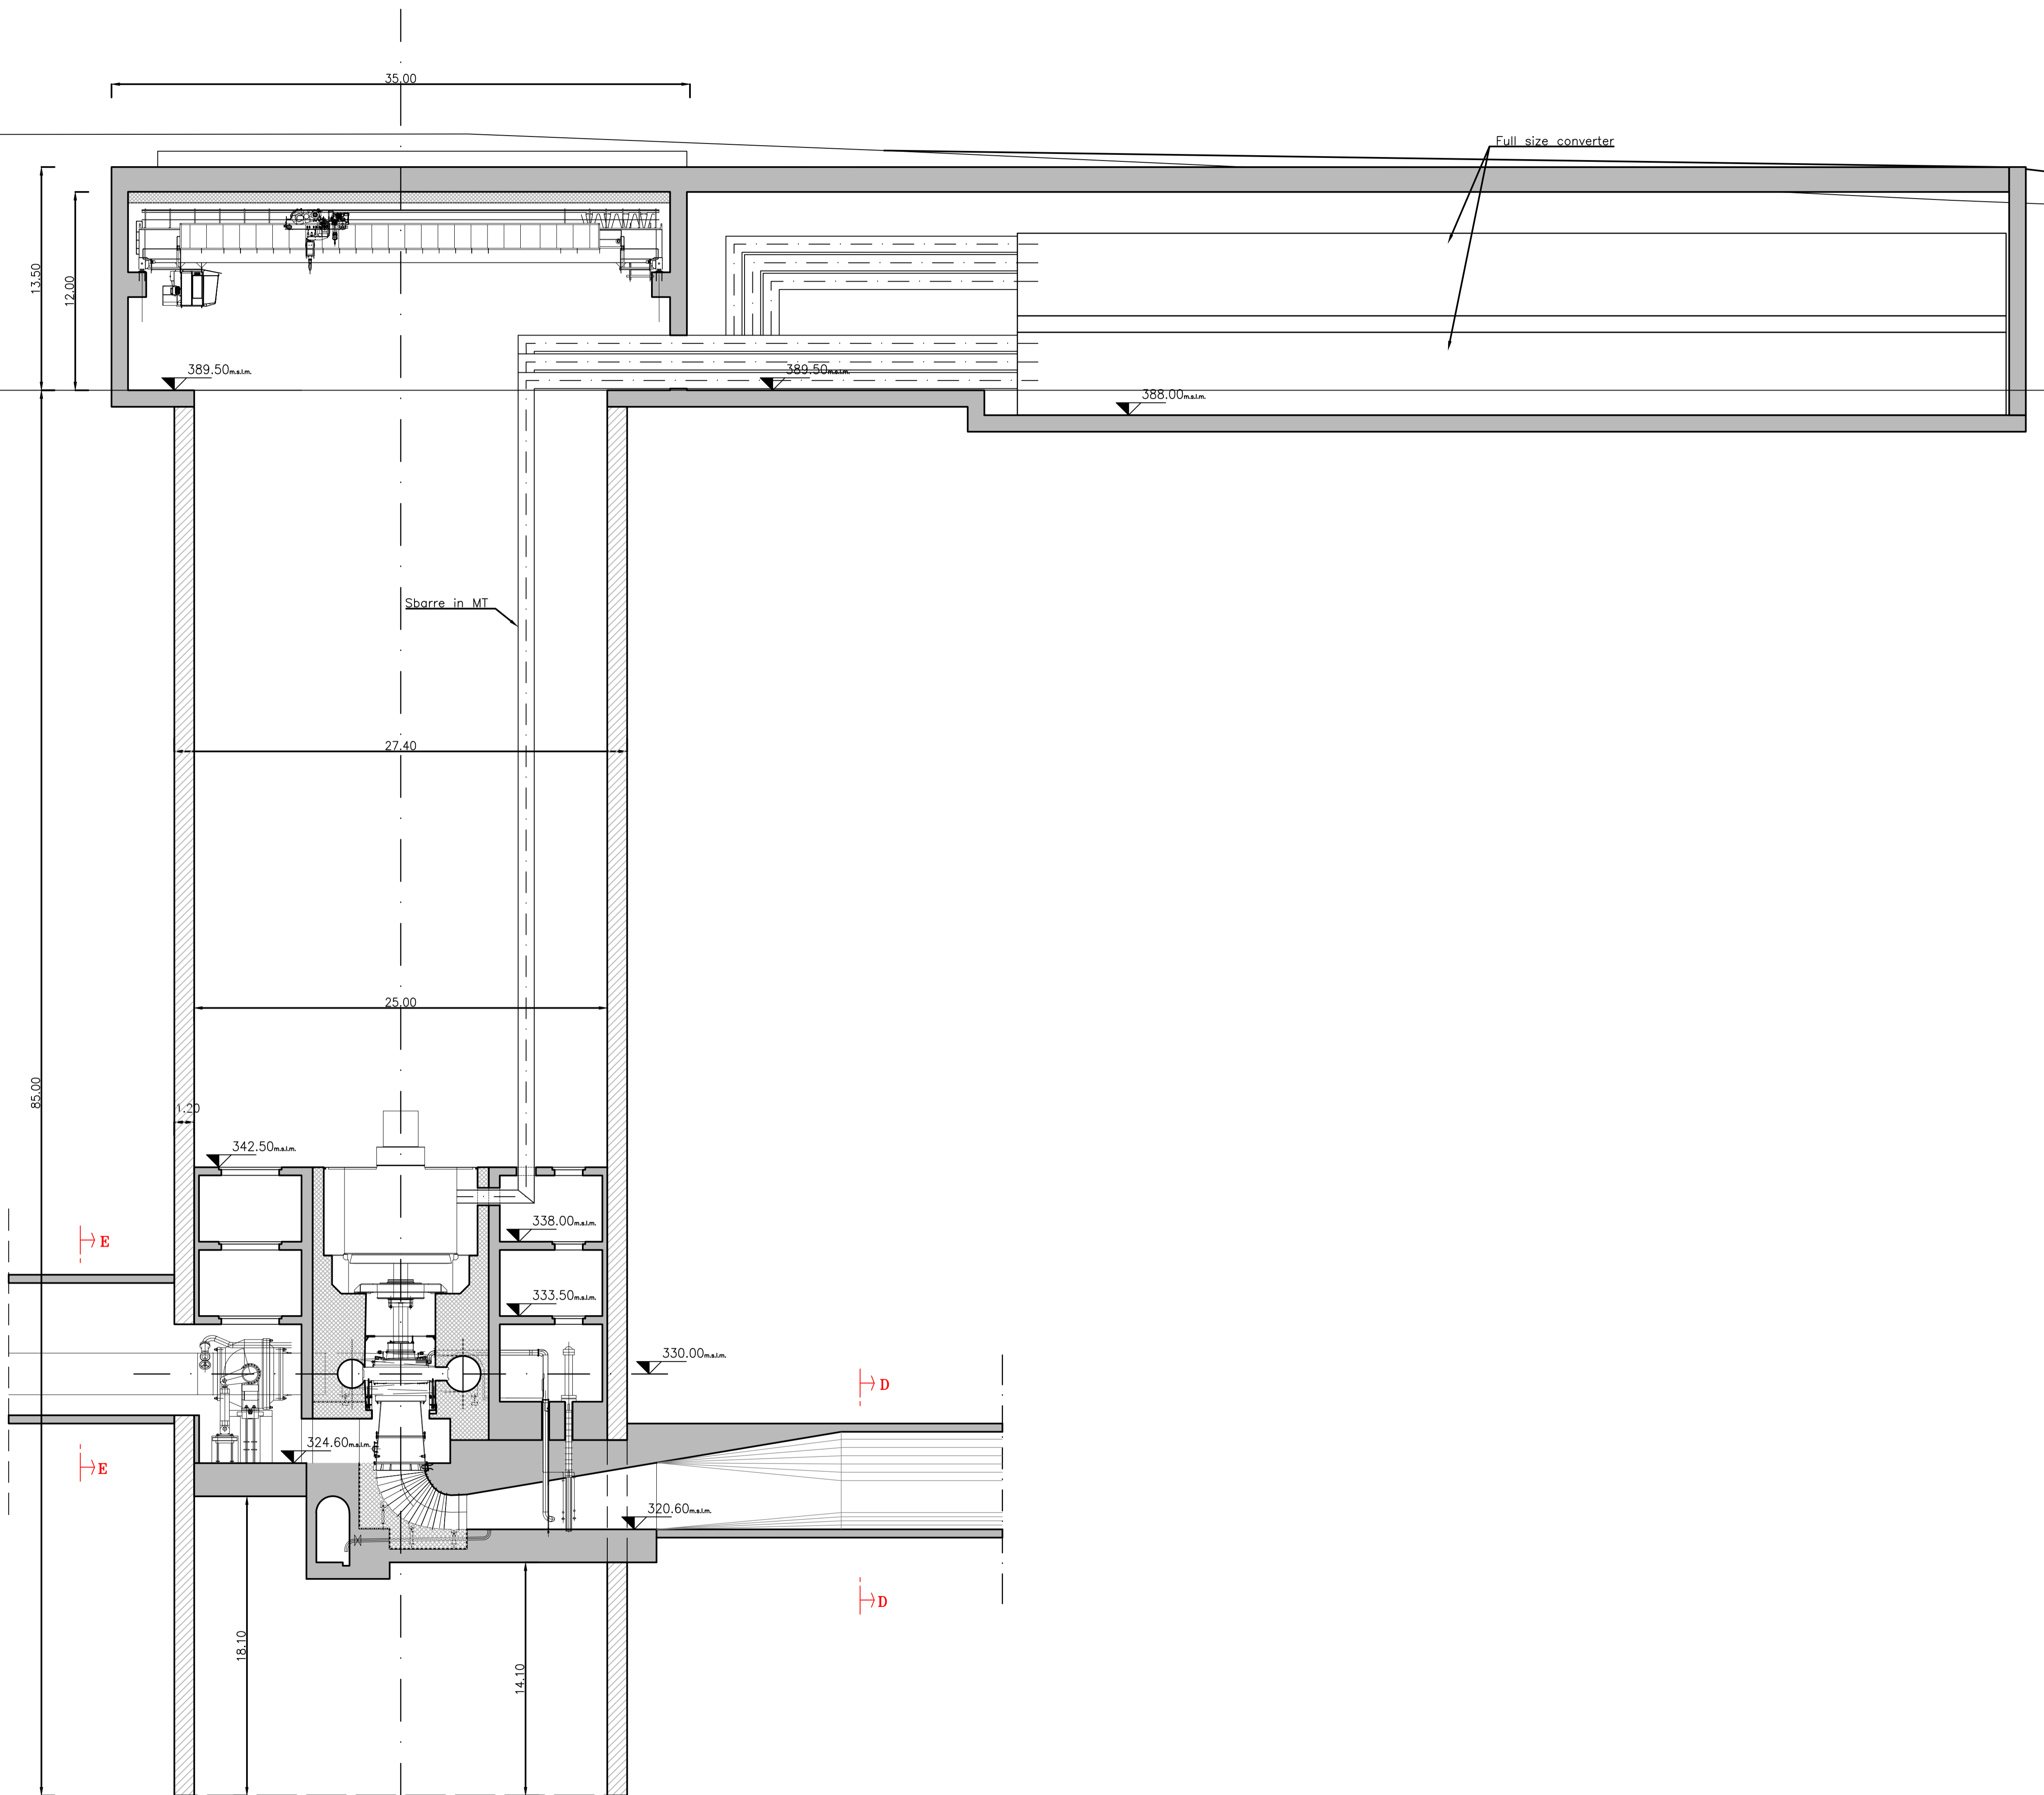 35.00
Full size converter
13.50
12.00
389.50m.s.l.m.
389.50m.s.l.m.
388.00m.s.l.m.
Sbarre in MT
27.40
25.00
85.00
1.20
342.50m.s.l.m.
338.00m.s.l.m.
E
333.50m.s.l.m.
330.00m.s.l.m.
D
324.60m.s.l.m.
E
320.60m.s.l.m.
D
18.10
14.10